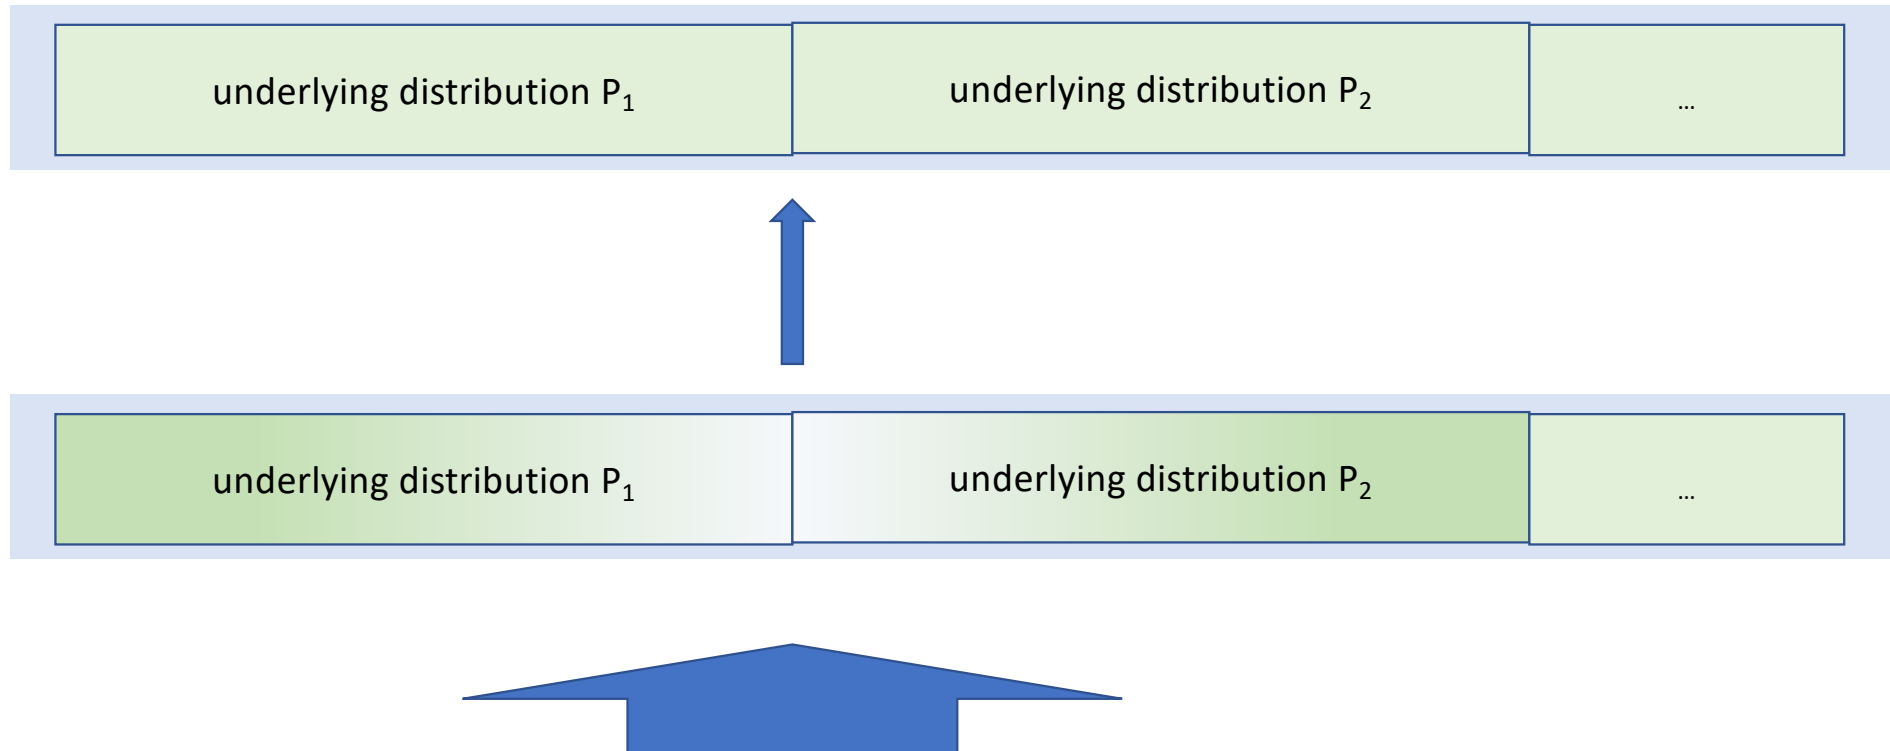 underlying distribution P₁
underlying distribution P₂
...
underlying distribution P₁
underlying distribution P₂
...